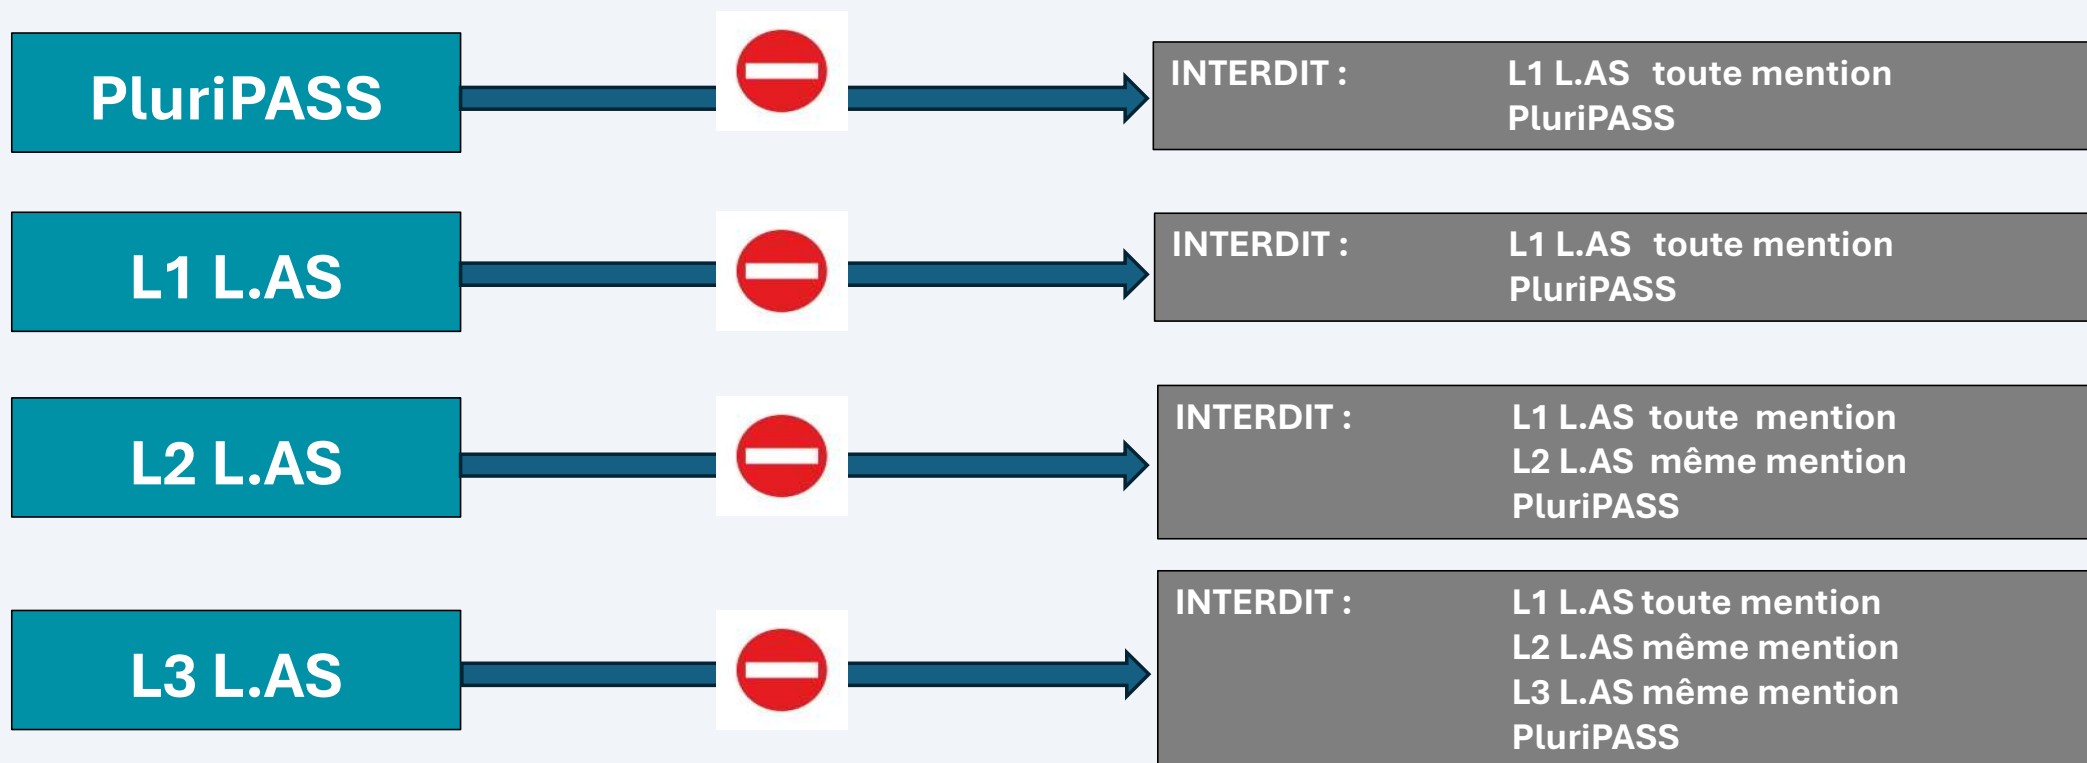 PluriPASS
INTERDIT : L1 L.AS toute mention
PluriPASS
L1 L.AS
INTERDIT : L1 L.AS toute mention
PluriPASS
L2 L.AS
INTERDIT : L1 L.AS toute mention
L2 L.AS même mention
PluriPASS
L3 L.AS
INTERDIT : L1 L.AS toute mention
L2 L.AS même mention
L3 L.AS même mention
PluriPASS